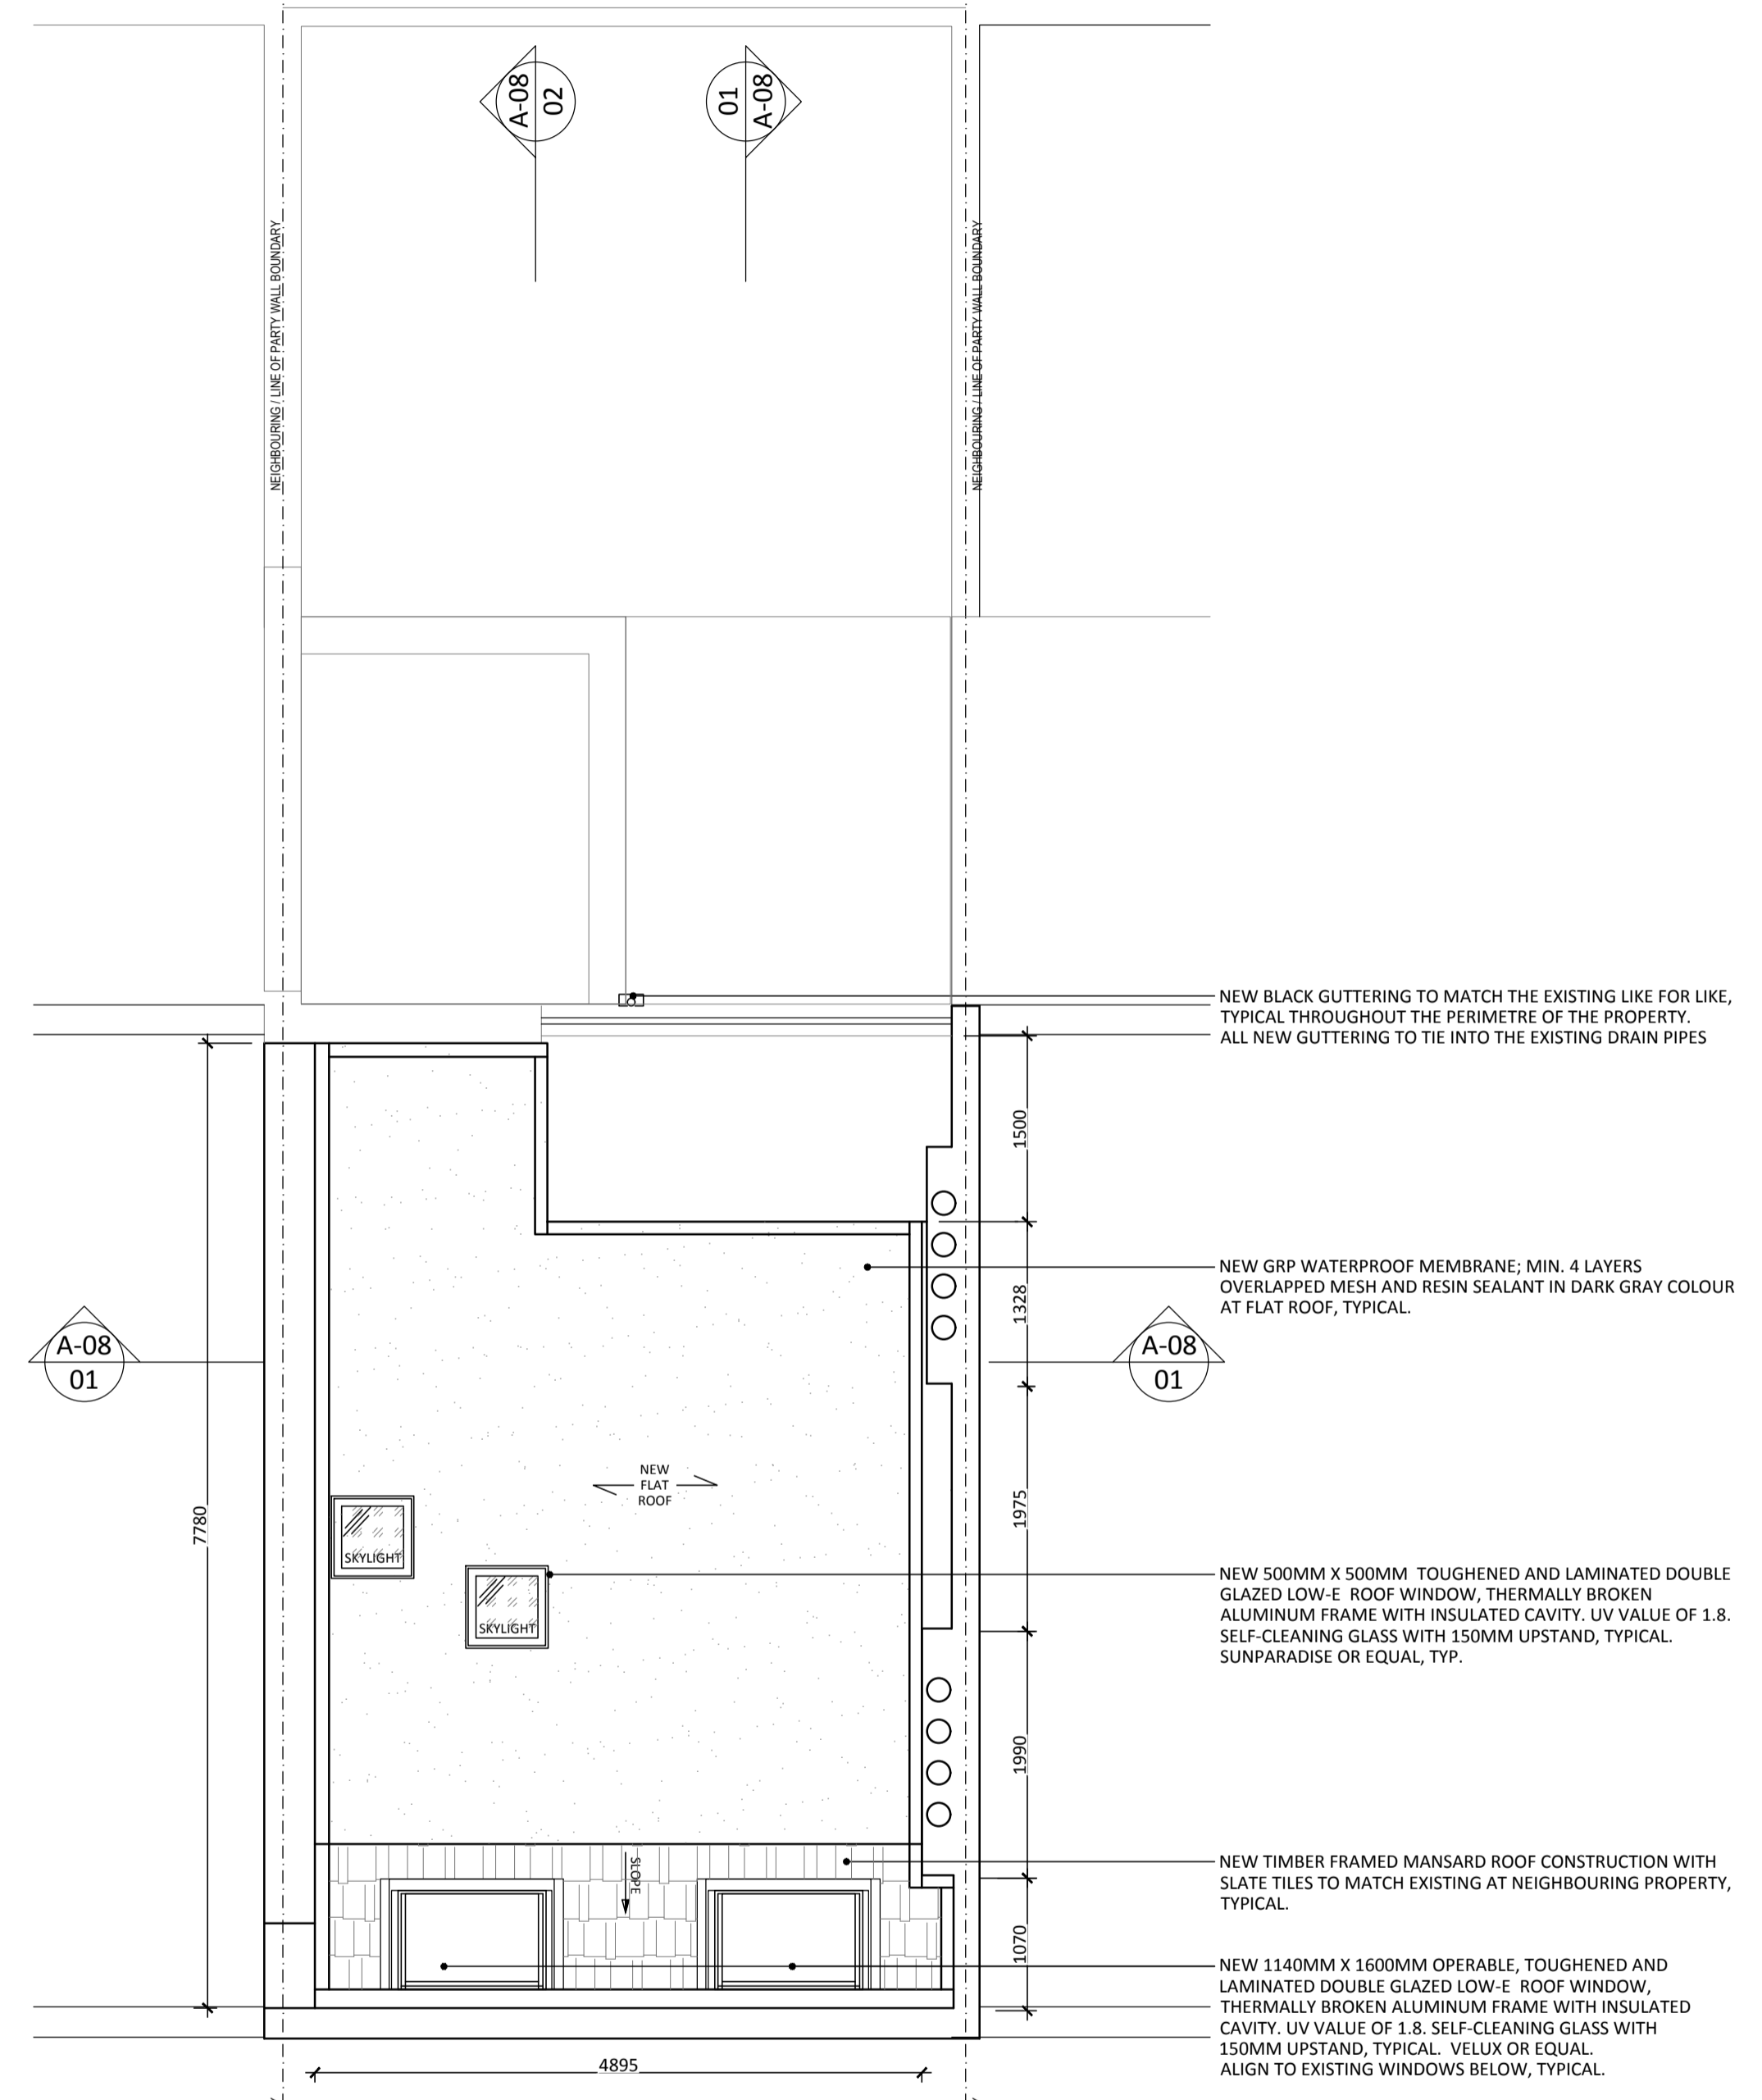 A-08
02
01
A-08
NEIGHBOURING / LINE OF PARTY WALL BOUNDARY
NEIGHBOURING / LINE OF PARTY WALL BOUNDARY
NEW BLACK GUTTERING TO MATCH THE EXISTING LIKE FOR LIKE,
TYPICAL THROUGHOUT THE PERIMETRE OF THE PROPERTY.
ALL NEW GUTTERING TO TIE INTO THE EXISTING DRAIN PIPES
1500
NEW GRP WATERPROOF MEMBRANE; MIN. 4 LAYERS
OVERLAPPED MESH AND RESIN SEALANT IN DARK GRAY COLOUR
AT FLAT ROOF, TYPICAL.
1328
A-08
01
A-08
01
NEW
FLAT
ROOF
7780
1975
SKYLIGHT
SKYLIGHT
NEW 500MM X 500MM TOUGHENED AND LAMINATED DOUBLE
GLAZED LOW-E ROOF WINDOW, THERMALLY BROKEN
ALUMINUM FRAME WITH INSULATED CAVITY. UV VALUE OF 1.8.
SELF-CLEANING GLASS WITH 150MM UPSTAND, TYPICAL.
SUNPARADISE OR EQUAL, TYP.
1990
SLOPE
NEW TIMBER FRAMED MANSARD ROOF CONSTRUCTION WITH
SLATE TILES TO MATCH EXISTING AT NEIGHBOURING PROPERTY,
TYPICAL.
1070
NEW 1140MM X 1600MM OPERABLE, TOUGHENED AND
LAMINATED DOUBLE GLAZED LOW-E ROOF WINDOW,
THERMALLY BROKEN ALUMINUM FRAME WITH INSULATED
CAVITY. UV VALUE OF 1.8. SELF-CLEANING GLASS WITH
150MM UPSTAND, TYPICAL. VELUX OR EQUAL.
ALIGN TO EXISTING WINDOWS BELOW, TYPICAL.
4895